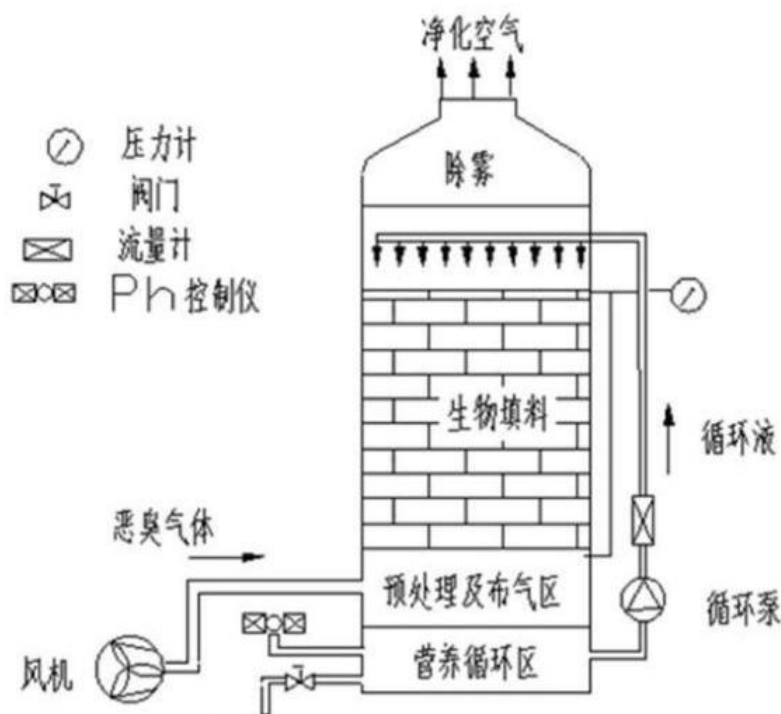 净化空气
压力计
阀门
流量计
Ph控制仪
除雾
生物填料
循环液
恶臭气体
预处理及布气区
循环泵
营养循环区
风机